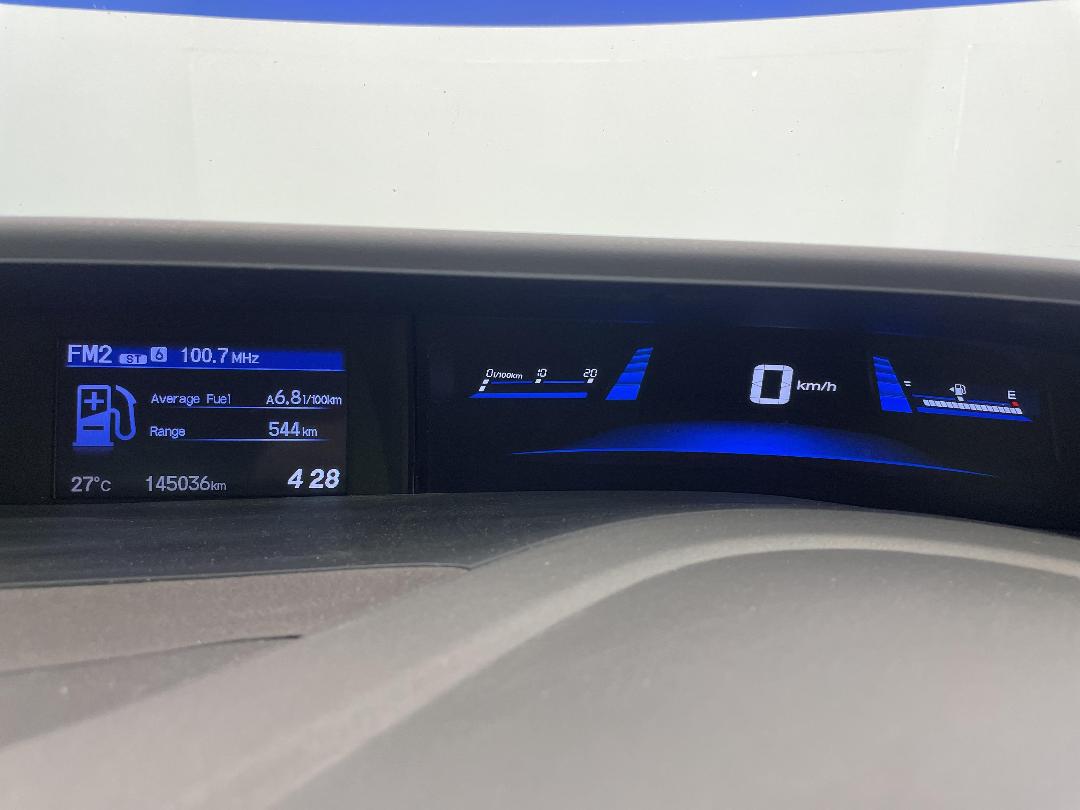 FM2 ST 6 100.7 MHz
Average Fuel A6.8 l/100km
Range 544 km
27°C 145036 km 4 28
0 l/100km 10 20
0 km/h
E